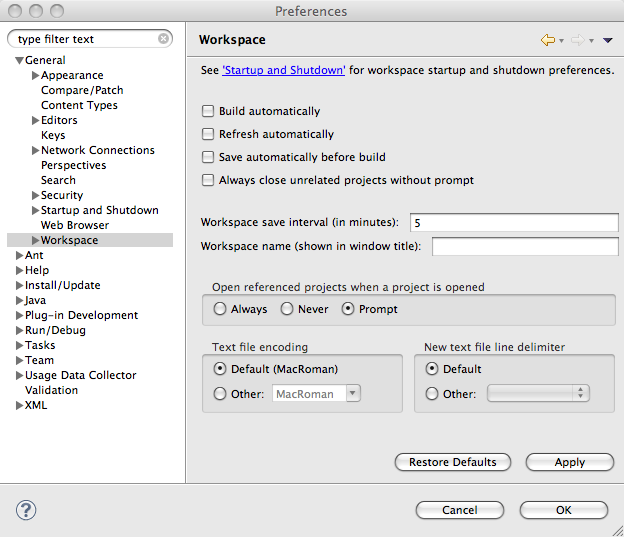 Preferences
type filter text
General
Appearance
Compare/Patch
Content Types
Editors
Keys
Network Connections
Perspectives
Search
Security
Startup and Shutdown
Web Browser
Workspace
Ant
Help
Install/Update
Java
Plug-in Development
Run/Debug
Tasks
Team
Usage Data Collector
Validation
XML
Workspace
See 'Startup and Shutdown' for workspace startup and shutdown preferences.
Build automatically
Refresh automatically
Save automatically before build
Always close unrelated projects without prompt
Workspace save interval (in minutes): 5
Workspace name (shown in window title):
Open referenced projects when a project is opened
Always Never Prompt
Text file encoding
Default (MacRoman)
Other: MacRoman
New text file line delimiter
Default
Other:
Restore Defaults Apply
? Cancel OK